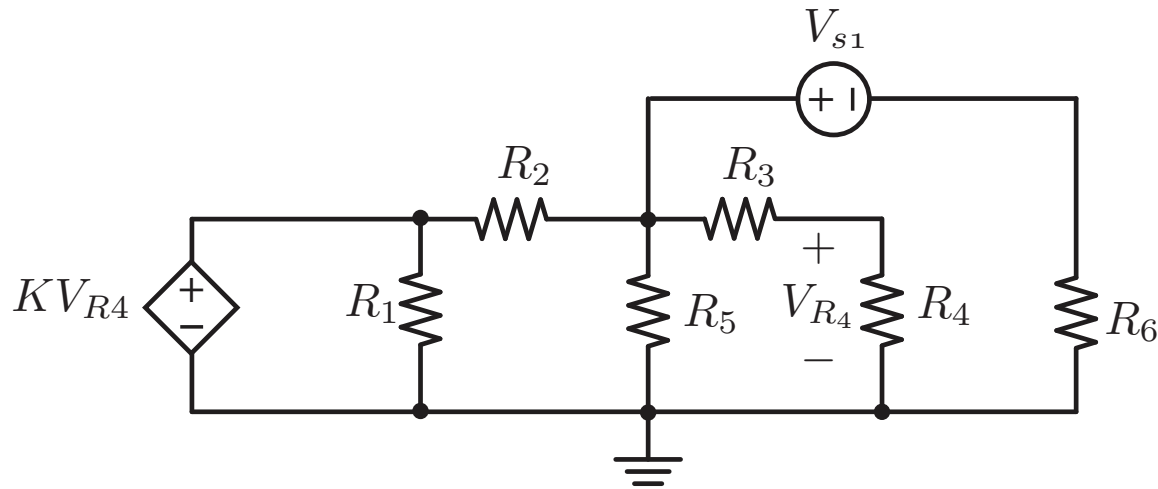 V_{s1}
R_2
R_3
+ −
+
KV_{R4}
+
−
R_1
R_5
V_{R_4}
R_4
R_6
−